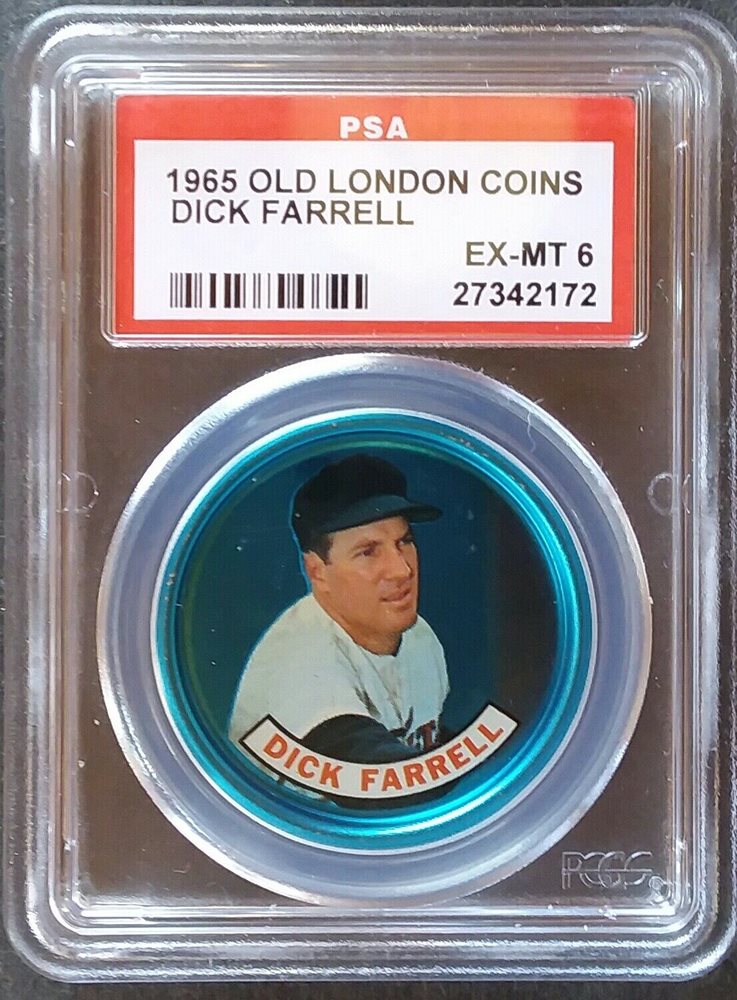 PSA
1965 OLD LONDON COINS
DICK FARRELL
EX-MT 6
27342172
DICK FARRELL
PCGS